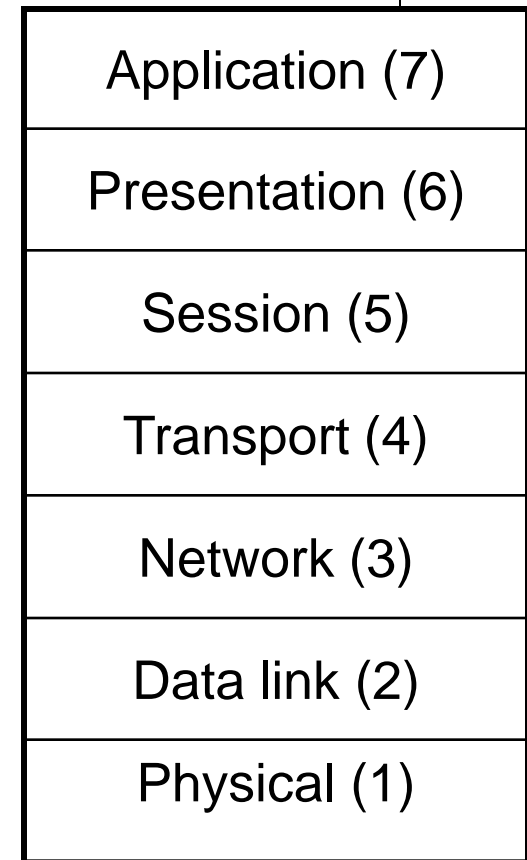 Application (7)
Presentation (6)
Session (5)
Transport (4)
Network (3)
Data link (2)
Physical (1)